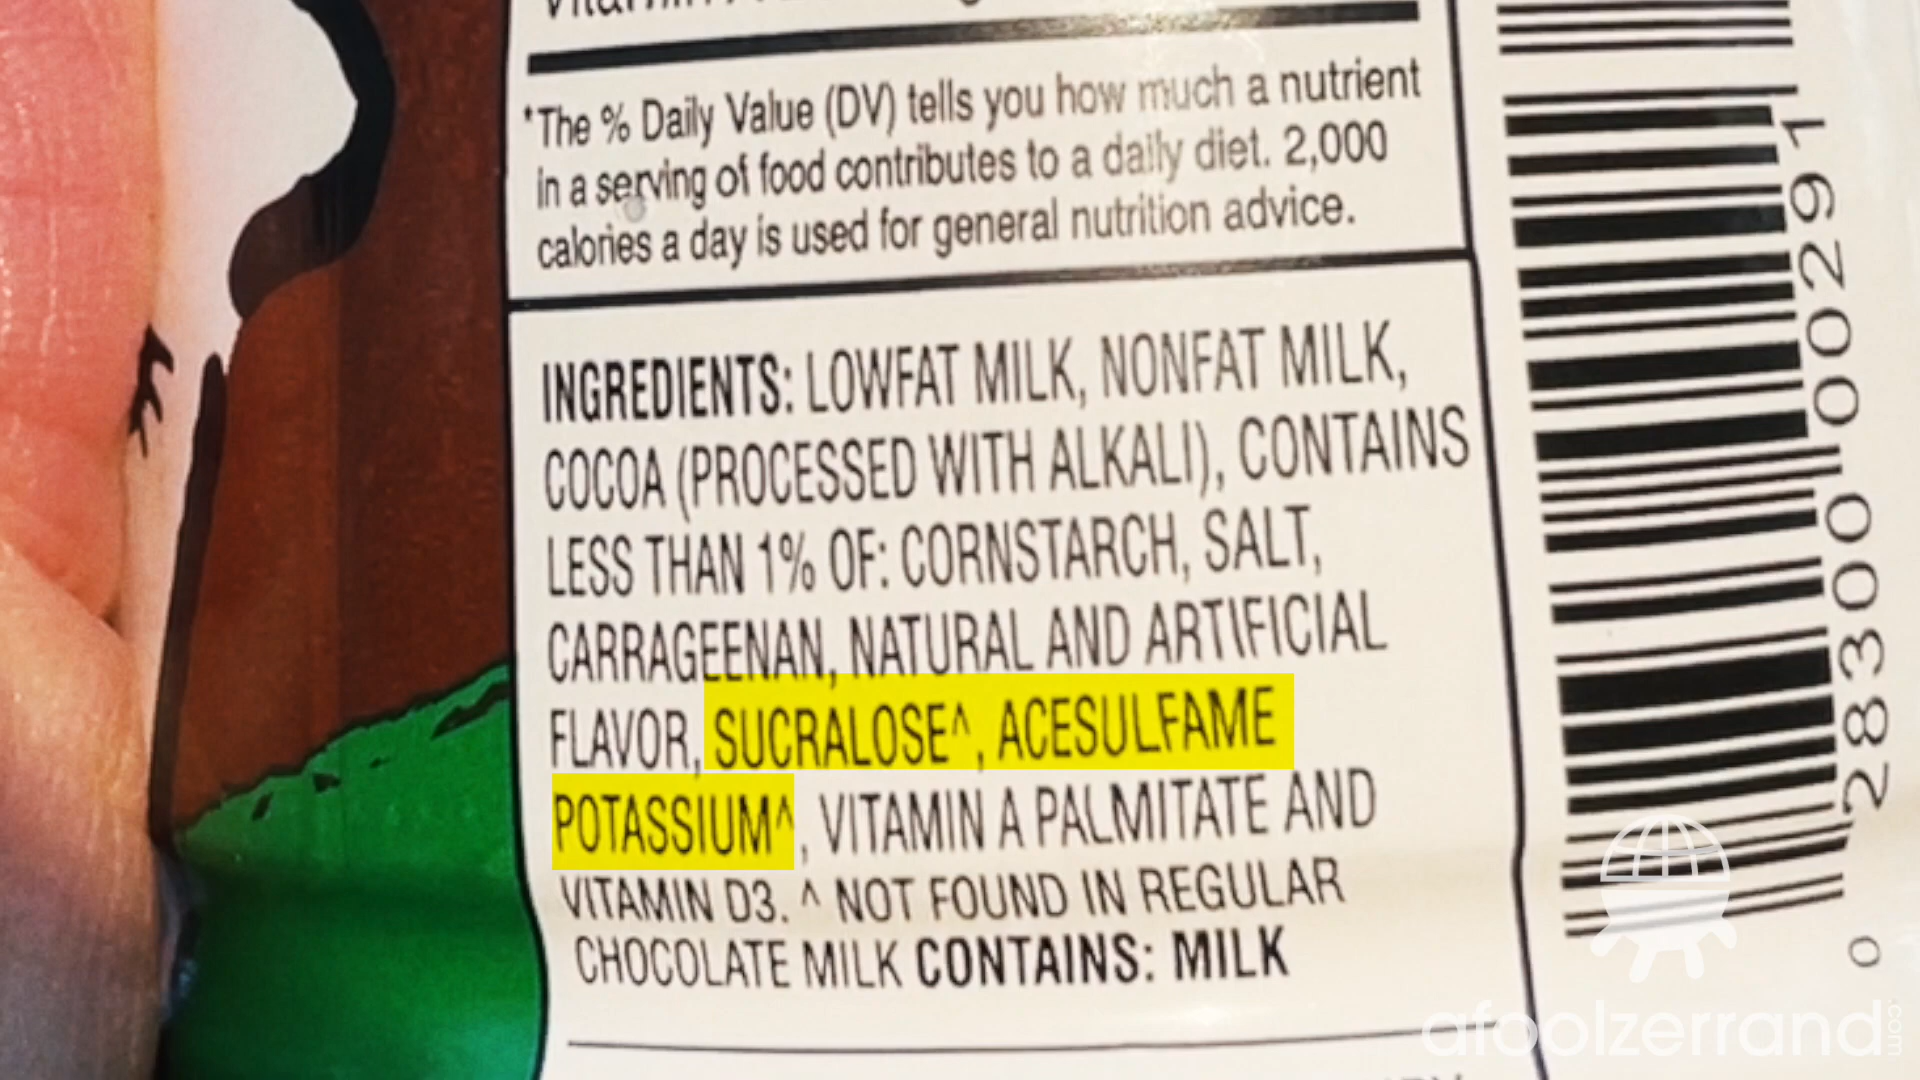 *The % Daily Value (DV) tells you how much a nutrient
in a serving of food contributes to a daily diet. 2,000
calories a day is used for general nutrition advice.
INGREDIENTS: LOWFAT MILK, NONFAT MILK,
COCOA (PROCESSED WITH ALKALI), CONTAINS
LESS THAN 1% OF: CORNSTARCH, SALT,
CARRAGEENAN, NATURAL AND ARTIFICIAL
FLAVOR, SUCRALOSE^, ACESULFAME
POTASSIUM^, VITAMIN A PALMITATE AND
VITAMIN D3. ^ NOT FOUND IN REGULAR
CHOCOLATE MILK CONTAINS: MILK
0 28300 00291
afoolzerrand.com